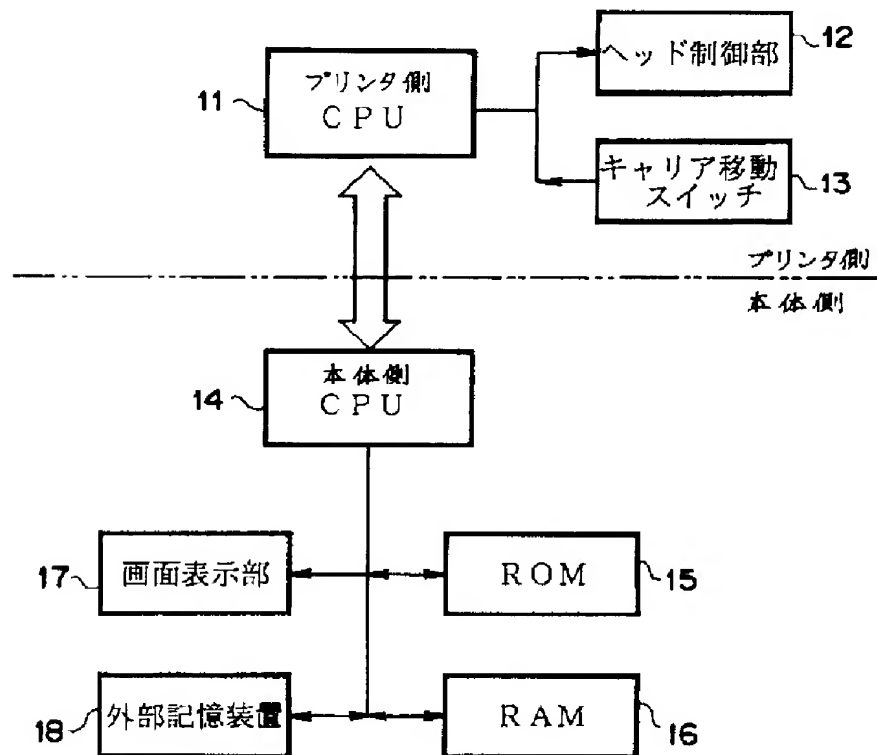 ヘッド制御部
12
プリンタ側
CPU
11
キャリア移動
スイッチ
13
プリンタ側
本体側
本体側
CPU
14
画面表示部
17
ROM
15
外部記憶装置
18
RAM
16